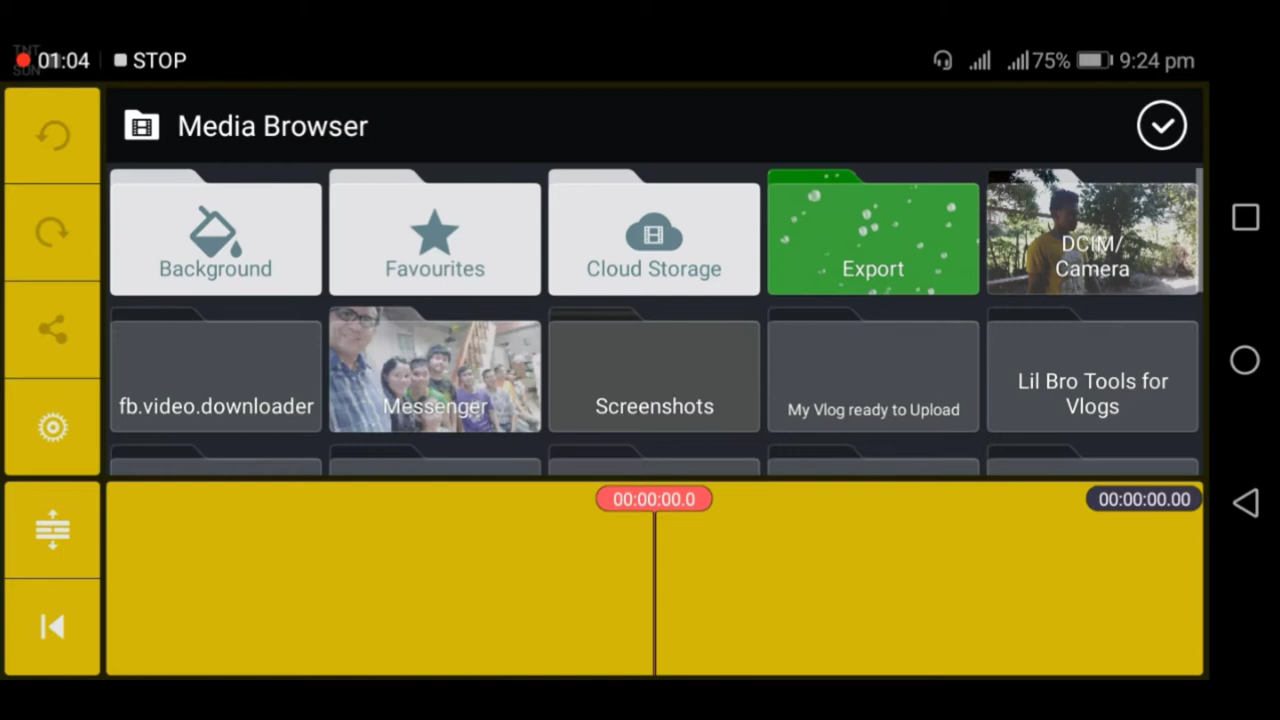 TNT
01:04 STOP 75% 9:24 pm
SUN
Media Browser
Background
Favourites
Cloud Storage
Export
DCIM/
Camera
fb.video.downloader
Messenger
Screenshots
My Vlog ready to Upload
Lil Bro Tools for
Vlogs
00:00:00.0
00:00:00.00